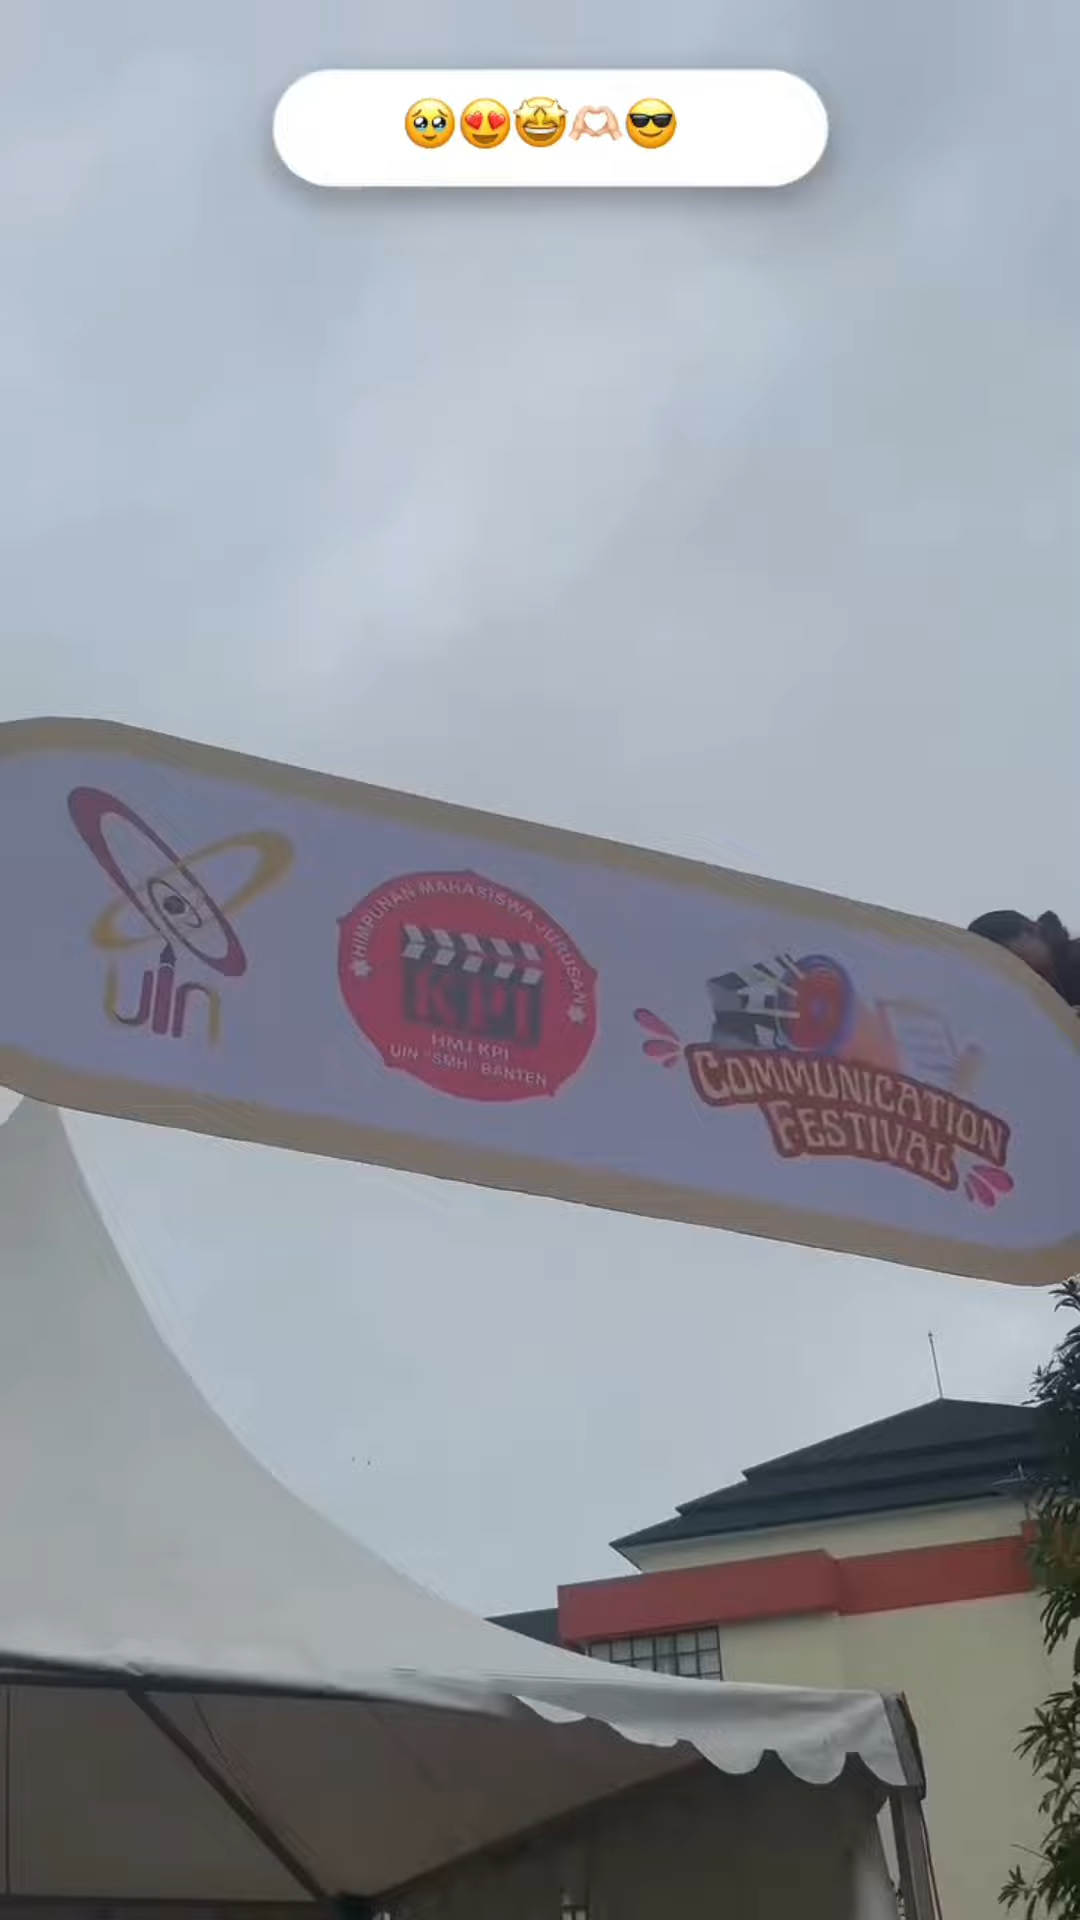 🥹😍🤩🫶🏻😎
UIN
HIMPUNAN MAHASISWA JURUSAN
KPI
HMJ KPI
UIN "SMH" BANTEN
COMMUNICATION
FESTIVAL